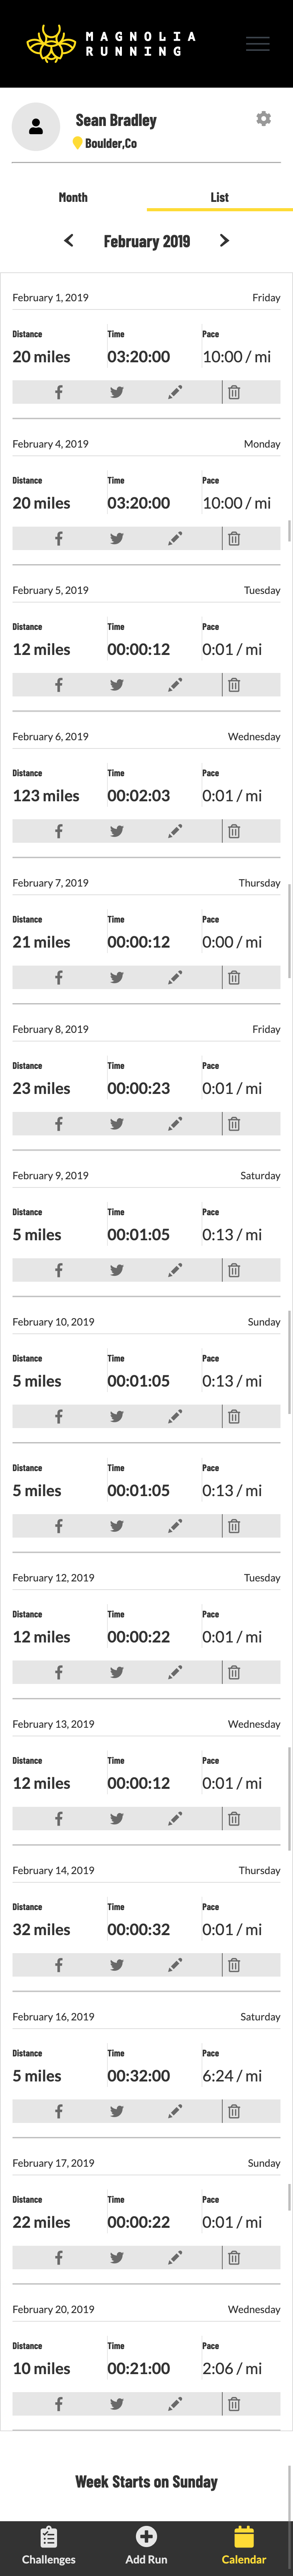 MAGNOLIA
RUNNING
Sean Bradley
Boulder,Co
Month List
February 2019
February 1, 2019 Friday
Distance Time Pace
20 miles 03:20:00 10:00 / mi
February 4, 2019 Monday
Distance Time Pace
20 miles 03:20:00 10:00 / mi
February 5, 2019 Tuesday
Distance Time Pace
12 miles 00:00:12 0:01 / mi
February 6, 2019 Wednesday
Distance Time Pace
123 miles 00:02:03 0:01 / mi
February 7, 2019 Thursday
Distance Time Pace
21 miles 00:00:12 0:00 / mi
February 8, 2019 Friday
Distance Time Pace
23 miles 00:00:23 0:01 / mi
February 9, 2019 Saturday
Distance Time Pace
5 miles 00:01:05 0:13 / mi
February 10, 2019 Sunday
Distance Time Pace
5 miles 00:01:05 0:13 / mi
Distance Time Pace
5 miles 00:01:05 0:13 / mi
February 12, 2019 Tuesday
Distance Time Pace
12 miles 00:00:22 0:01 / mi
February 13, 2019 Wednesday
Distance Time Pace
12 miles 00:00:12 0:01 / mi
February 14, 2019 Thursday
Distance Time Pace
32 miles 00:00:32 0:01 / mi
February 16, 2019 Saturday
Distance Time Pace
5 miles 00:32:00 6:24 / mi
February 17, 2019 Sunday
Distance Time Pace
22 miles 00:00:22 0:01 / mi
February 20, 2019 Wednesday
Distance Time Pace
10 miles 00:21:00 2:06 / mi
Week Starts on Sunday
Challenges Add Run Calendar